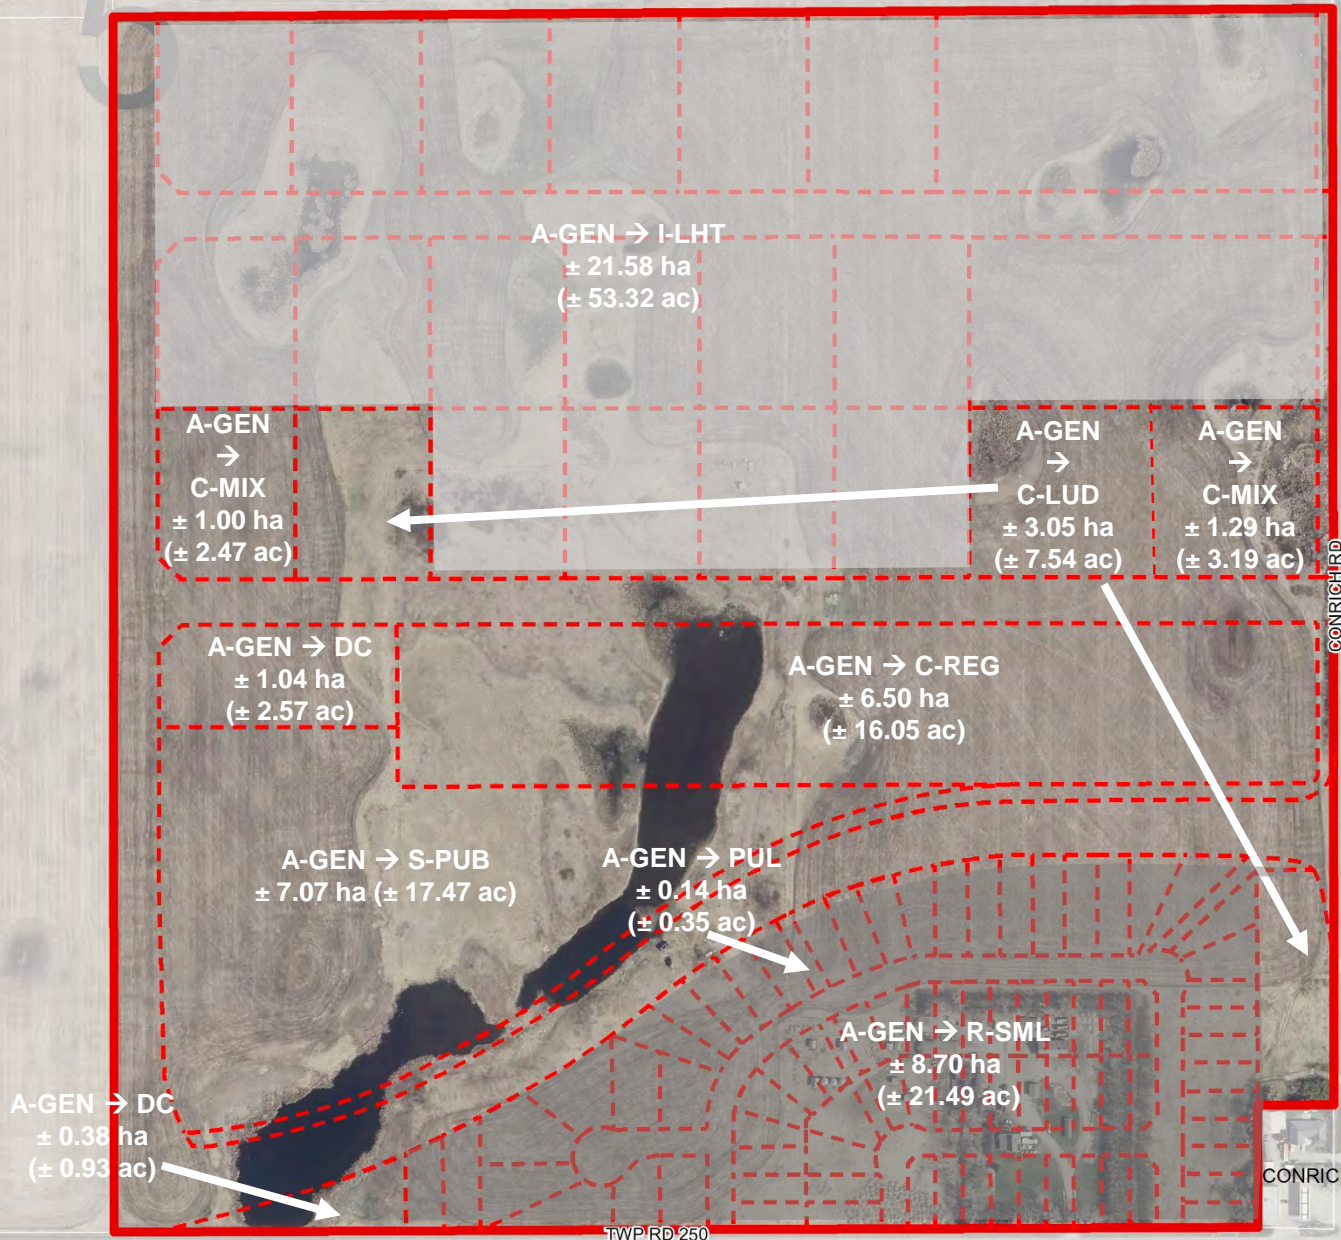 A-GEN → I-LHT
± 21.58 ha
(± 53.32 ac)
A-GEN
→
C-MIX
± 1.00 ha
(± 2.47 ac)
A-GEN
→
C-LUD
± 3.05 ha
(± 7.54 ac)
A-GEN
→
C-MIX
± 1.29 ha
(± 3.19 ac)
CONRICH RD
A-GEN → DC
± 1.04 ha
(± 2.57 ac)
A-GEN → C-REG
± 6.50 ha
(± 16.05 ac)
A-GEN → S-PUB
± 7.07 ha (± 17.47 ac)
A-GEN → PUL
± 0.14 ha
(± 0.35 ac)
A-GEN → R-SML
± 8.70 ha
(± 21.49 ac)
A-GEN → DC
± 0.38 ha
(± 0.93 ac)
CONRIC
TWP RD 250